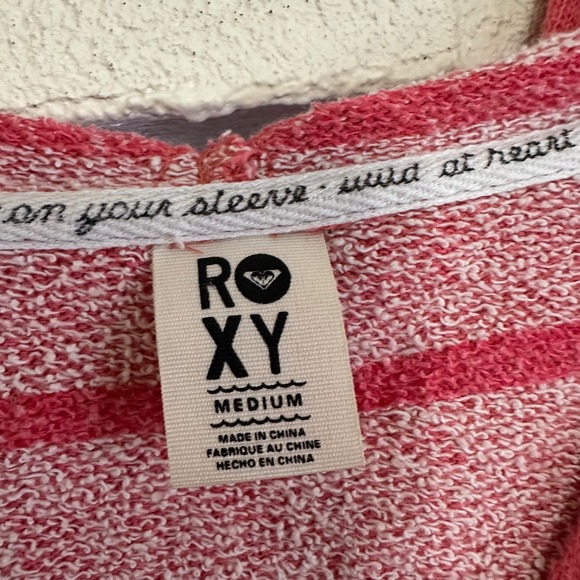 on your sleeve · wild at heart
ROXY
MEDIUM
MADE IN CHINA
FABRIQUE AU CHINE
HECHO EN CHINA